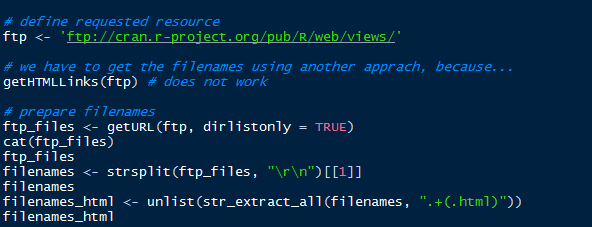 # define requested resource
ftp <- 'ftp://cran.r-project.org/pub/R/web/views/'
# we have to get the filenames using another apprach, because...
getHTMLLinks(ftp) # does not work
# prepare filenames
ftp_files <- getURL(ftp, dirlistonly = TRUE)
cat(ftp_files)
ftp_files
filenames <- strsplit(ftp_files, "\r\n")[[1]]
filenames
filenames_html <- unlist(str_extract_all(filenames, ".+(.html)"))
filenames_html